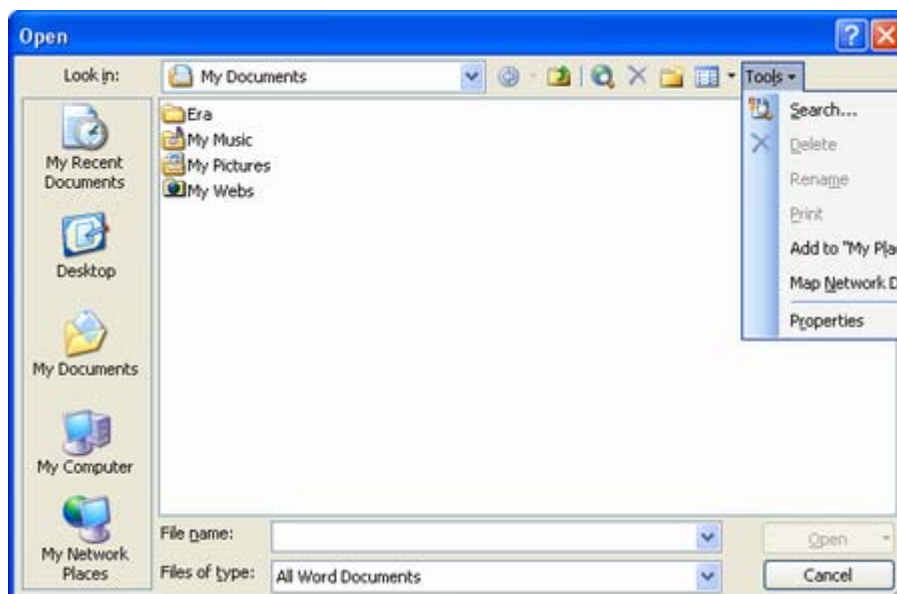 Open
Look in:
My Documents
Tools
Era
My Music
My Pictures
My Webs
Search...
Delete
Rename
Print
Add to "My Pla
Map Network D
Properties
My Recent
Documents
Desktop
My Documents
My Computer
My Network
Places
File name:
Files of type:
All Word Documents
Open
Cancel